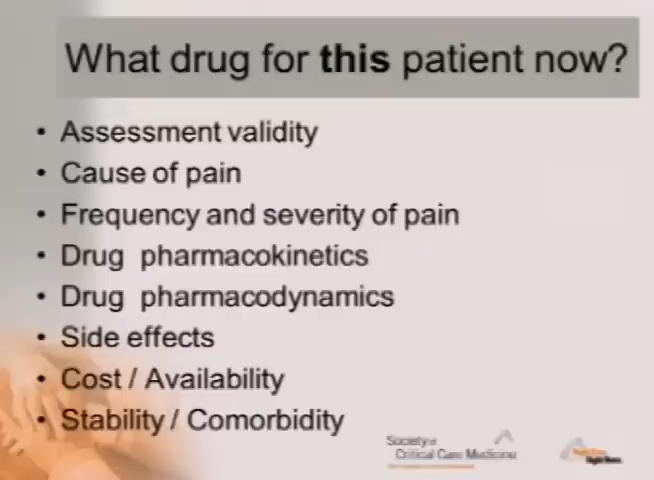 What drug for this patient now?
• Assessment validity
• Cause of pain
• Frequency and severity of pain
• Drug pharmacokinetics
• Drug pharmacodynamics
• Side effects
• Cost / Availability
• Stability / Comorbidity
Society of
Critical Care Medicine